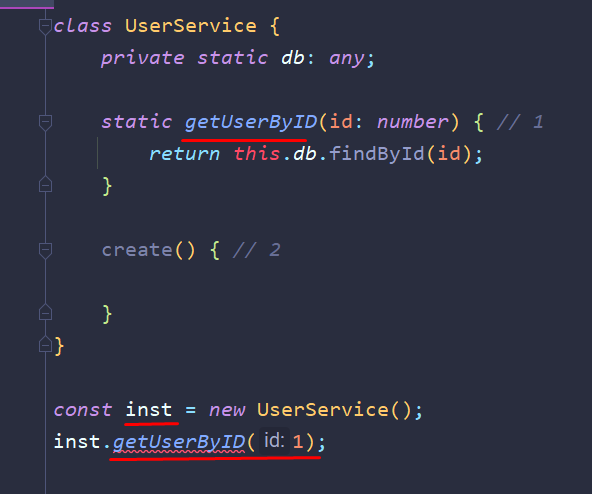 class UserService {
private static db: any;
static getUserByID(id: number) { // 1
return this.db.findById(id);
}
create() { // 2
}
}
const inst = new UserService();
inst.getUserByID( id: 1);